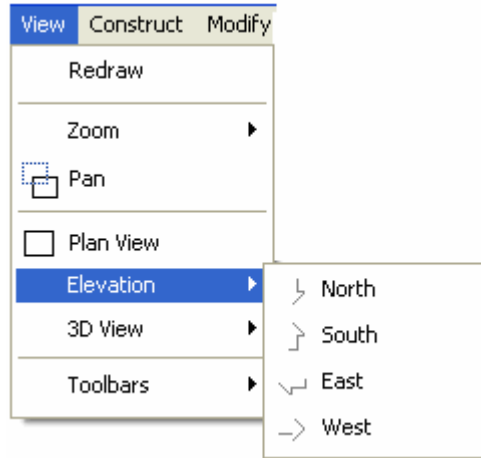 View Construct Modify
Redraw
Zoom
Pan
Plan View
Elevation
3D View
Toolbars
North
South
East
West